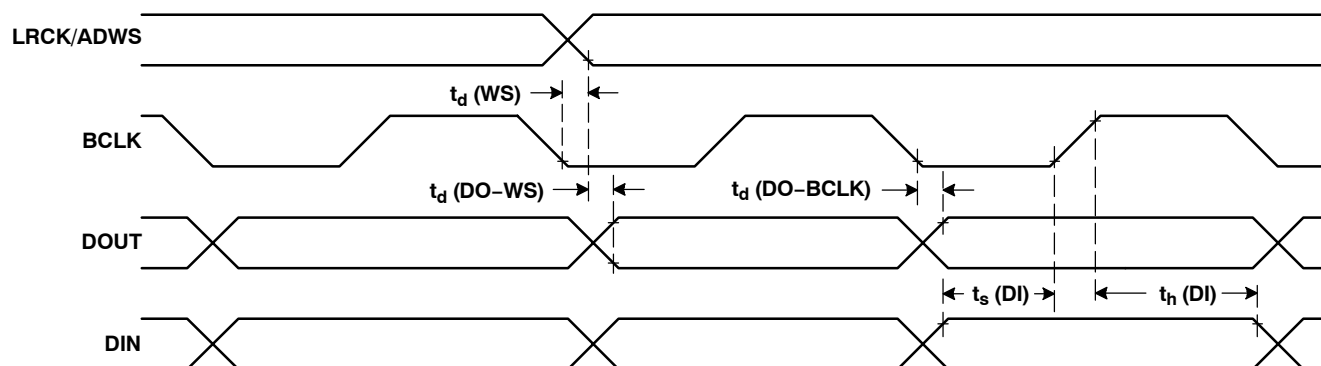 LRCK/ADWS
t_d (WS)
BCLK
t_d (DO−WS)
t_d (DO−BCLK)
DOUT
t_s (DI)
t_h (DI)
DIN